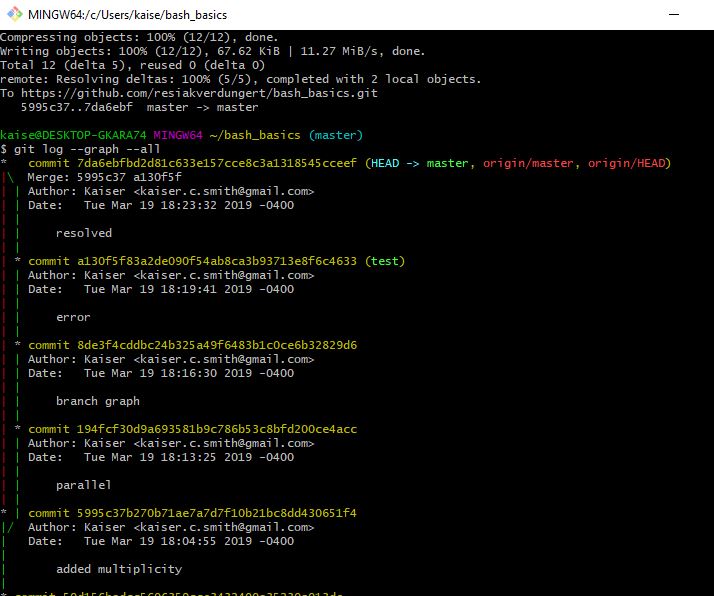 MINGW64:/c/Users/kaise/bash_basics
Compressing objects: 100% (12/12), done.
Writing objects: 100% (12/12), 67.62 KiB | 11.27 MiB/s, done.
Total 12 (delta 5), reused 0 (delta 0)
remote: Resolving deltas: 100% (5/5), completed with 2 local objects.
To https://github.com/resiakverdungert/bash_basics.git
   5995c37..7da6ebf  master -> master
kaise@DESKTOP-GKARA74 MINGW64 ~/bash_basics (master)
$ git log --graph --all
*   commit 7da6ebfbd2d81c633e157cce8c3a1318545cceef (HEAD -> master, origin/master, origin/HEAD)
|\  Merge: 5995c37 a130f5f
| | Author: Kaiser <kaiser.c.smith@gmail.com>
| | Date:   Tue Mar 19 18:23:32 2019 -0400
| |
| |     resolved
| |
| * commit a130f5f83a2de090f54ab8ca3b93713e8f6c4633 (test)
| | Author: Kaiser <kaiser.c.smith@gmail.com>
| | Date:   Tue Mar 19 18:19:41 2019 -0400
| |
| |     error
| |
| * commit 8de3f4cddbc24b325a49f6483b1c0ce6b32829d6
| | Author: Kaiser <kaiser.c.smith@gmail.com>
| | Date:   Tue Mar 19 18:16:30 2019 -0400
| |
| |     branch graph
| |
| * commit 194fcf30d9a693581b9c786b53c8bfd200ce4acc
| | Author: Kaiser <kaiser.c.smith@gmail.com>
| | Date:   Tue Mar 19 18:13:25 2019 -0400
| |
| |     parallel
| |
* | commit 5995c37b270b71ae7a7d7f10b21bc8dd430651f4
|/  Author: Kaiser <kaiser.c.smith@gmail.com>
|   Date:   Tue Mar 19 18:04:55 2019 -0400
|
|       added multiplicity
|
* commit